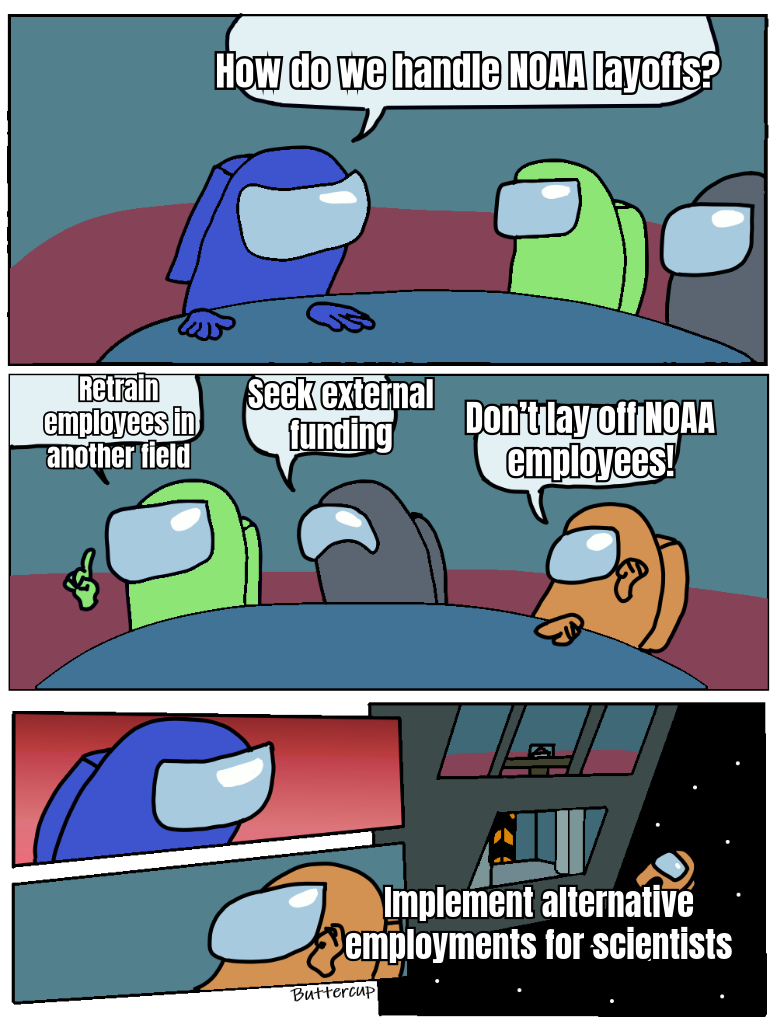 How do we handle NOAA layoffs?
Retrain
employees in
another field
Seek external
funding
Don't lay off NOAA
employees!
Implement alternative
employments for scientists
Buttercup